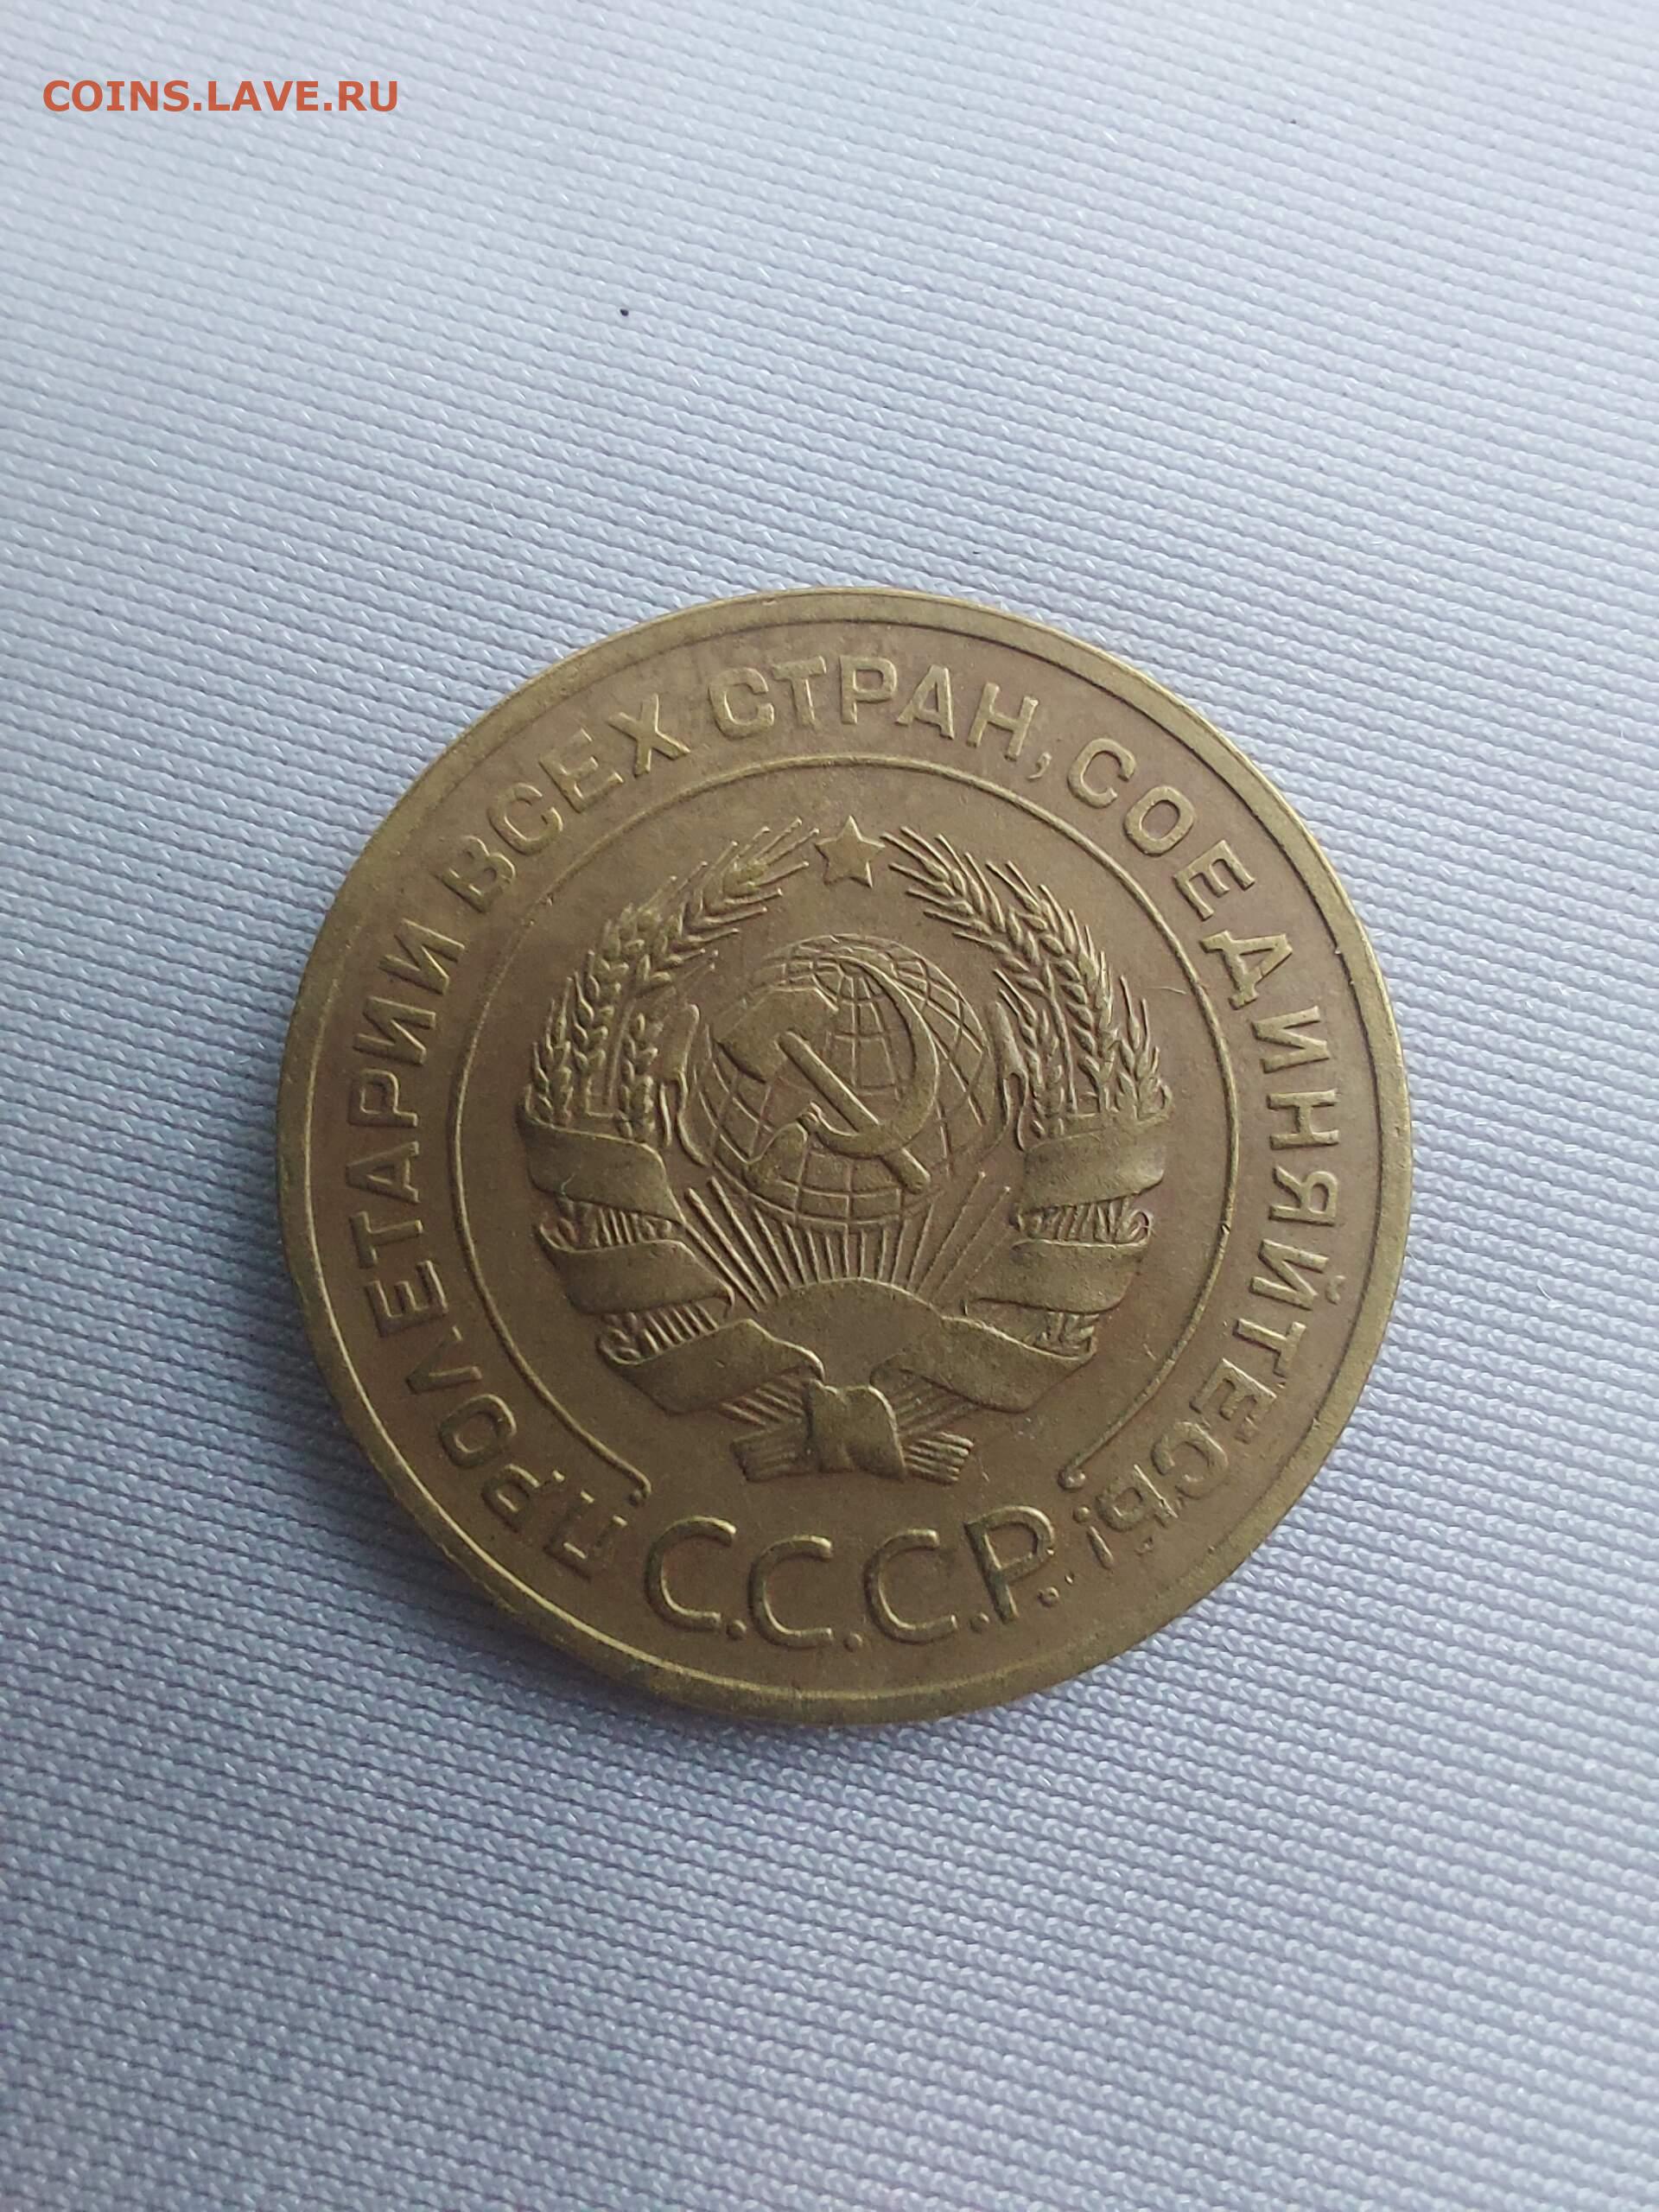 COINS.LAVE.RU
ПРОЛЕТАРИИ ВСЕХ СТРАН, СОЕДИНЯЙТЕСЬ!
С.С.С.Р.